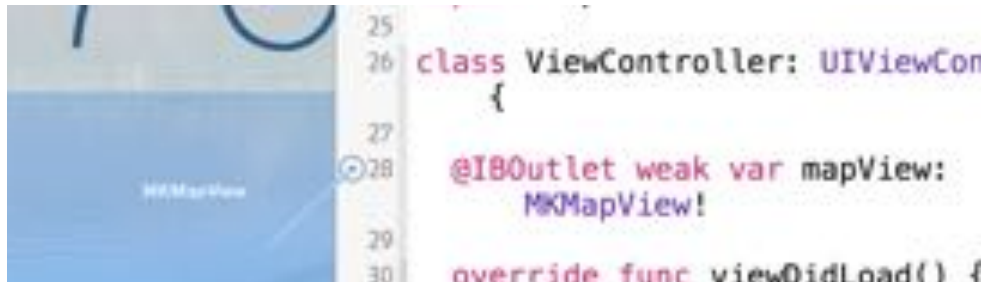 MKMapView
25
26 class ViewController: UIViewCon
{
27
28 @IBOutlet weak var mapView:
MKMapView!
29
30 override func viewDidLoad() {